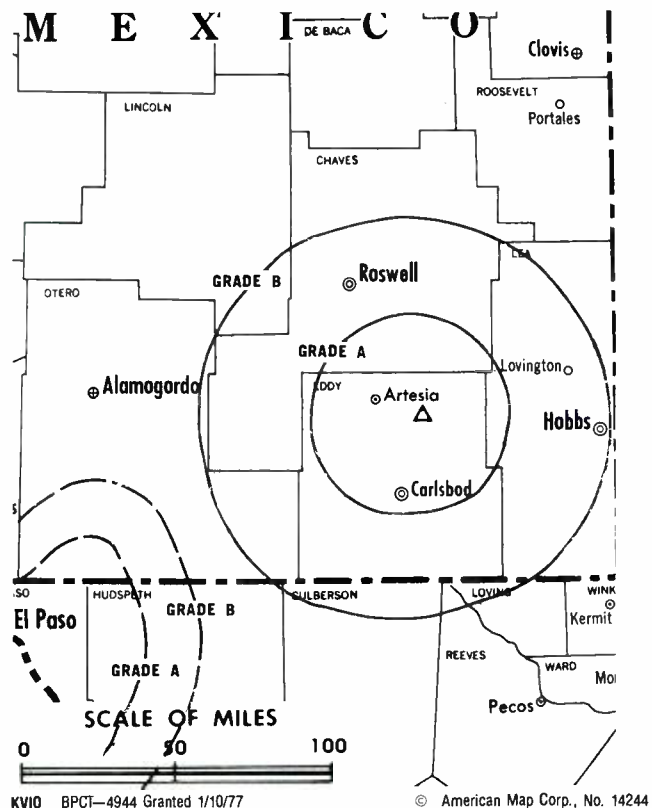 M E X I C O
DE BACA
Clovis
ROOSEVELT
Portales
LINCOLN
CHAVES
LEA
GRADE B
Roswell
OTERO
GRADE A
Lovington
EDDY
Alamogordo
Artesia
Hobbs
Carlsbad
HUDSPETH
CULBERSON
LOVING
WINK
El Paso
GRADE B
Kermit
REEVES
WARD
GRADE A
Mo
Pecos
SCALE OF MILES
0 50 100
KVIO BPCT—4944 Granted 1/10/77
© American Map Corp., No. 14244